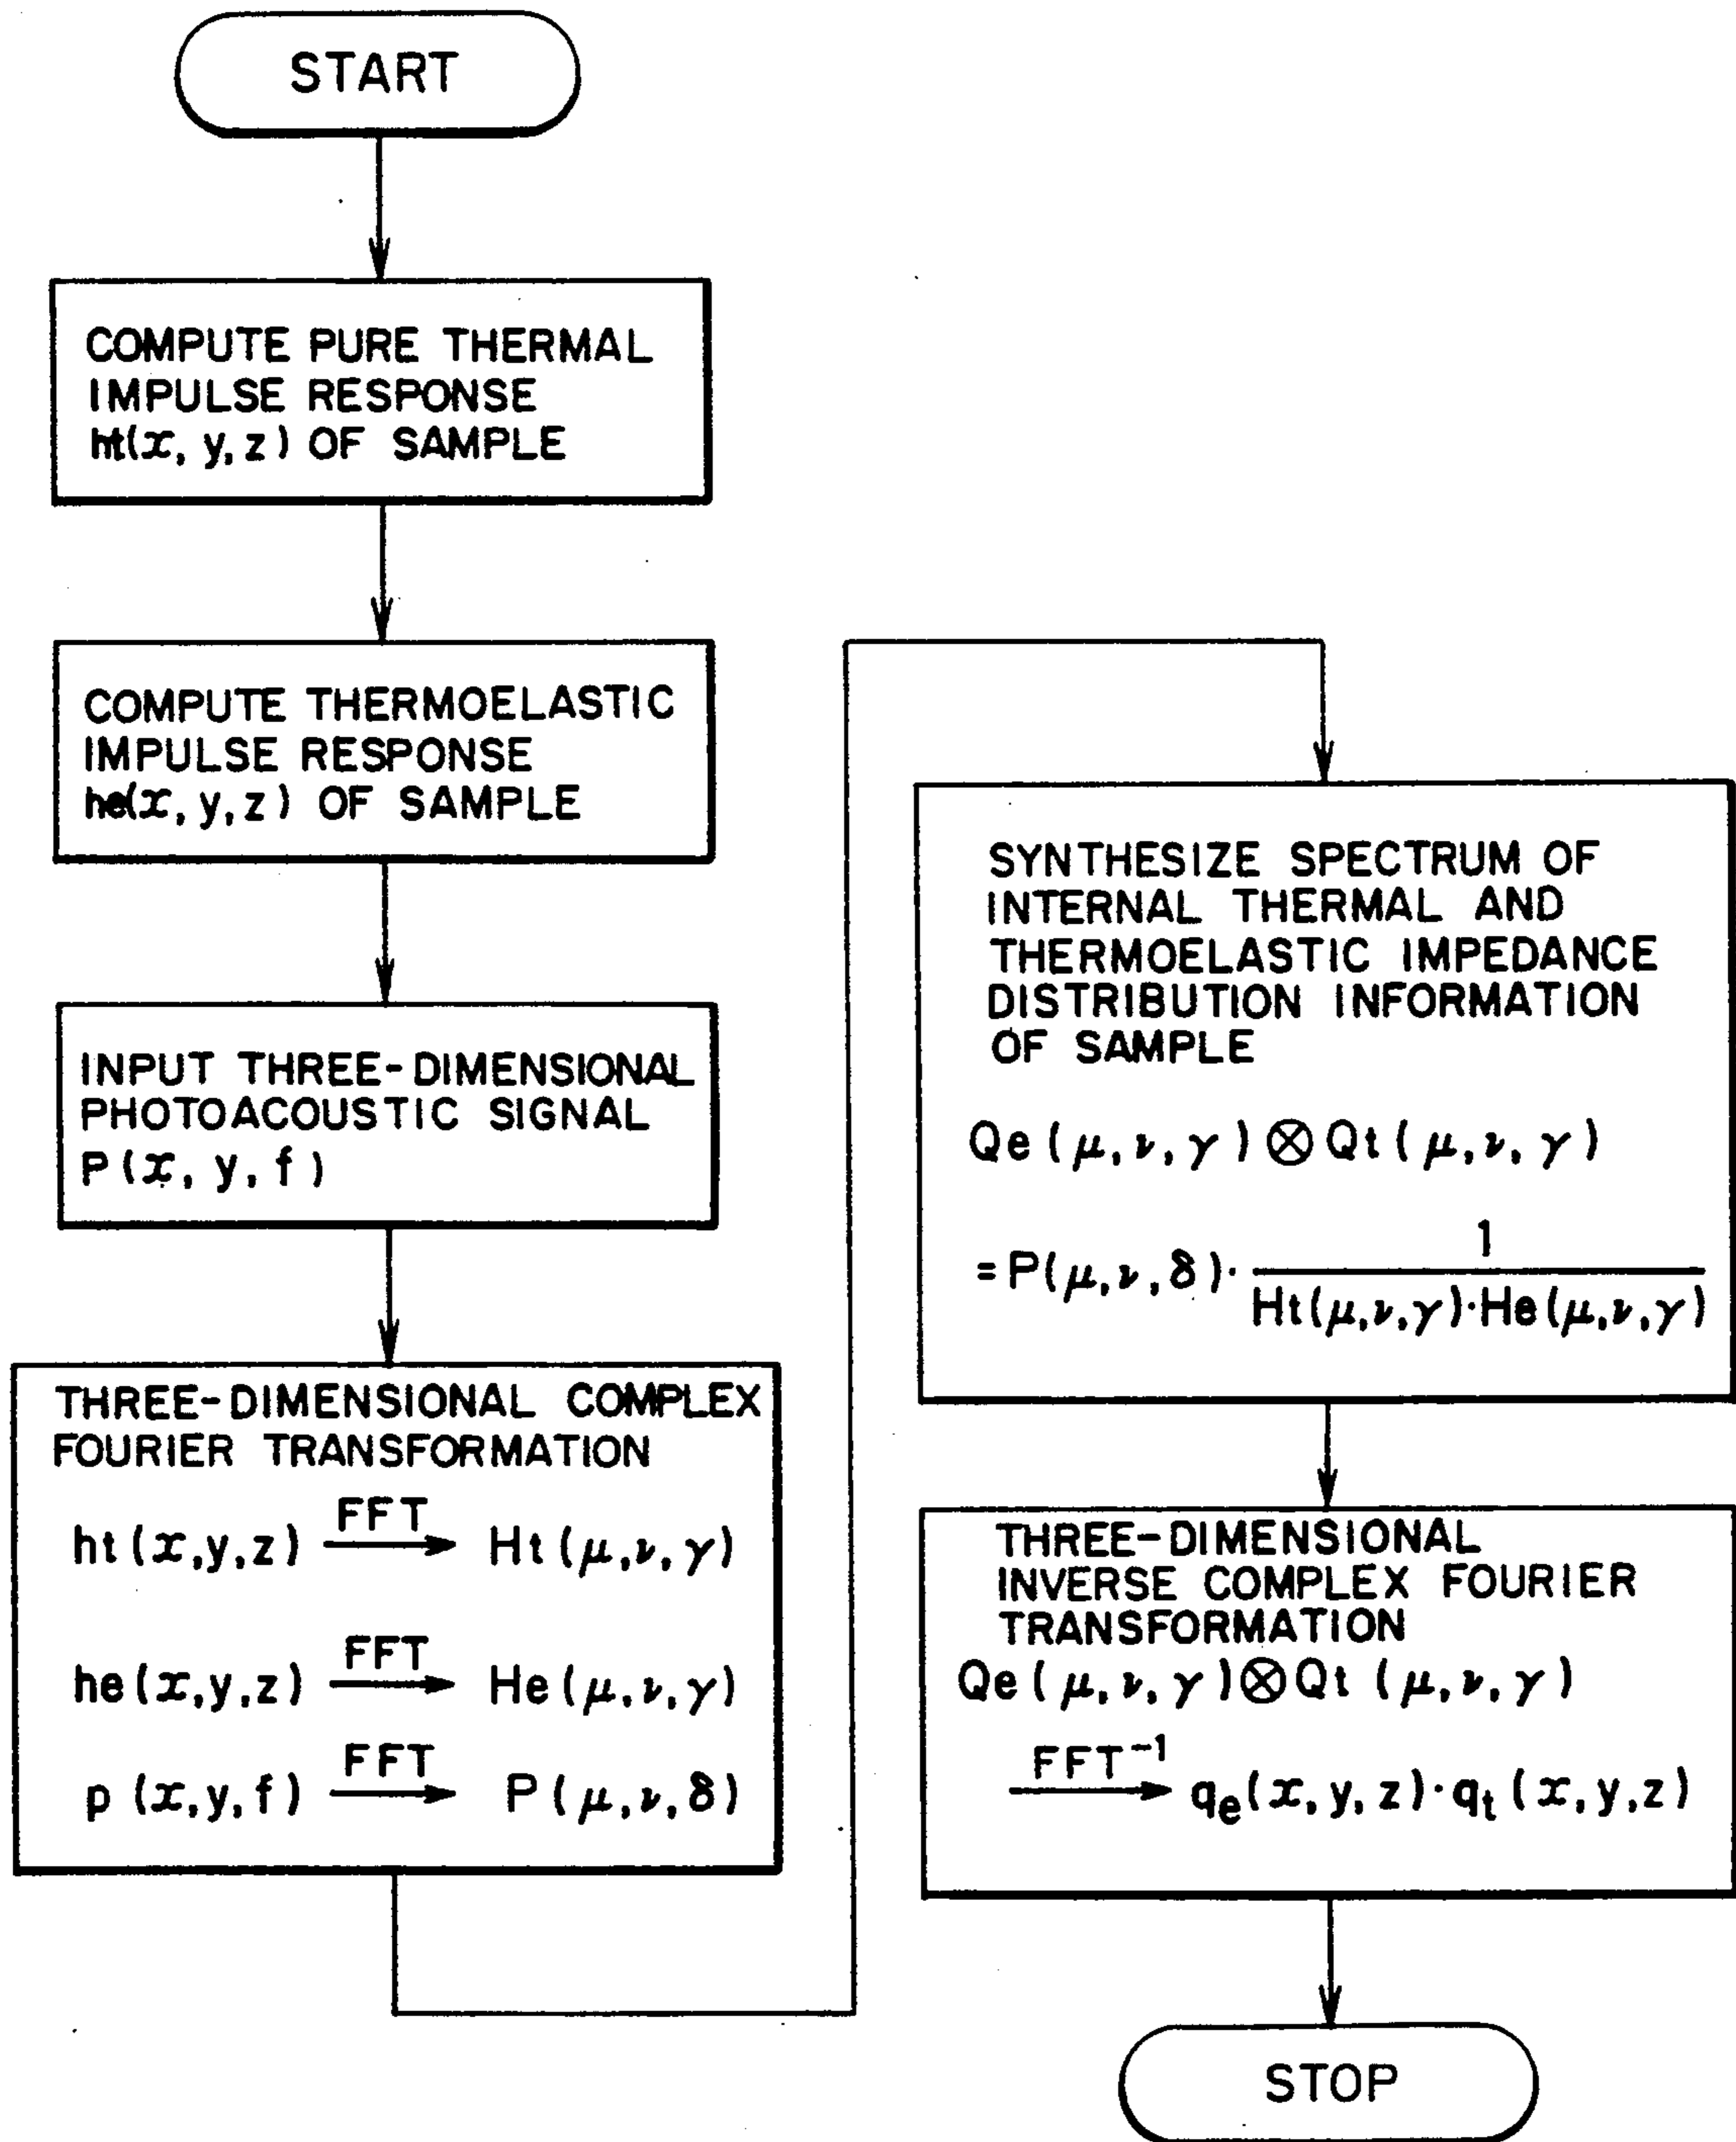 START
COMPUTE PURE THERMAL
IMPULSE RESPONSE
ht(x, y, z) OF SAMPLE
COMPUTE THERMOELASTIC
IMPULSE RESPONSE
he(x, y, z) OF SAMPLE
INPUT THREE-DIMENSIONAL
PHOTOACOUSTIC SIGNAL
P(x, y, f)
THREE-DIMENSIONAL COMPLEX
FOURIER TRANSFORMATION
FFT
ht(x,y,z) → Ht(μ,ν,γ)
FFT
he(x,y,z) → He(μ,ν,γ)
FFT
p(x,y,f) → P(μ,ν,δ)
SYNTHESIZE SPECTRUM OF
INTERNAL THERMAL AND
THERMOELASTIC IMPEDANCE
DISTRIBUTION INFORMATION
OF SAMPLE
Qe(μ,ν,γ)⊗Qt(μ,ν,γ)
1
=P(μ,ν,δ)·
Ht(μ,ν,γ)·He(μ,ν,γ)
THREE-DIMENSIONAL
INVERSE COMPLEX FOURIER
TRANSFORMATION
Qe(μ,ν,γ)⊗Qt(μ,ν,γ)
FFT⁻¹
→ qₑ(x,y,z)·qₜ(x,y,z)
STOP